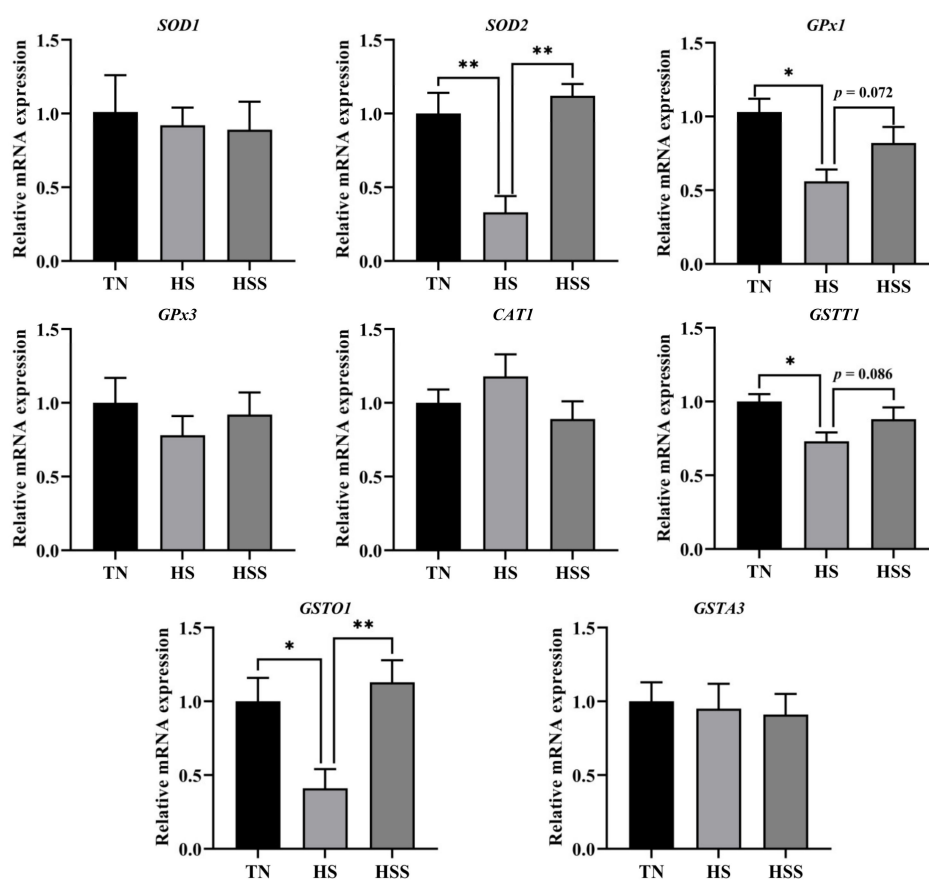 SOD1
SOD2
GPx1
Relative mRNA expression
1.5
1.0
0.5
0.0
TN HS HSS
Relative mRNA expression
1.5
1.0
0.5
0.0
** **
TN HS HSS
Relative mRNA expression
1.5
1.0
0.5
0.0
* p = 0.072
TN HS HSS
GPx3
CAT1
GSTT1
Relative mRNA expression
1.5
1.0
0.5
0.0
TN HS HSS
Relative mRNA expression
1.5
1.0
0.5
0.0
TN HS HSS
Relative mRNA expression
1.5
1.0
0.5
0.0
* p = 0.086
TN HS HSS
GSTO1
GSTA3
Relative mRNA expression
1.5
1.0
0.5
0.0
* **
TN HS HSS
Relative mRNA expression
1.5
1.0
0.5
0.0
TN HS HSS